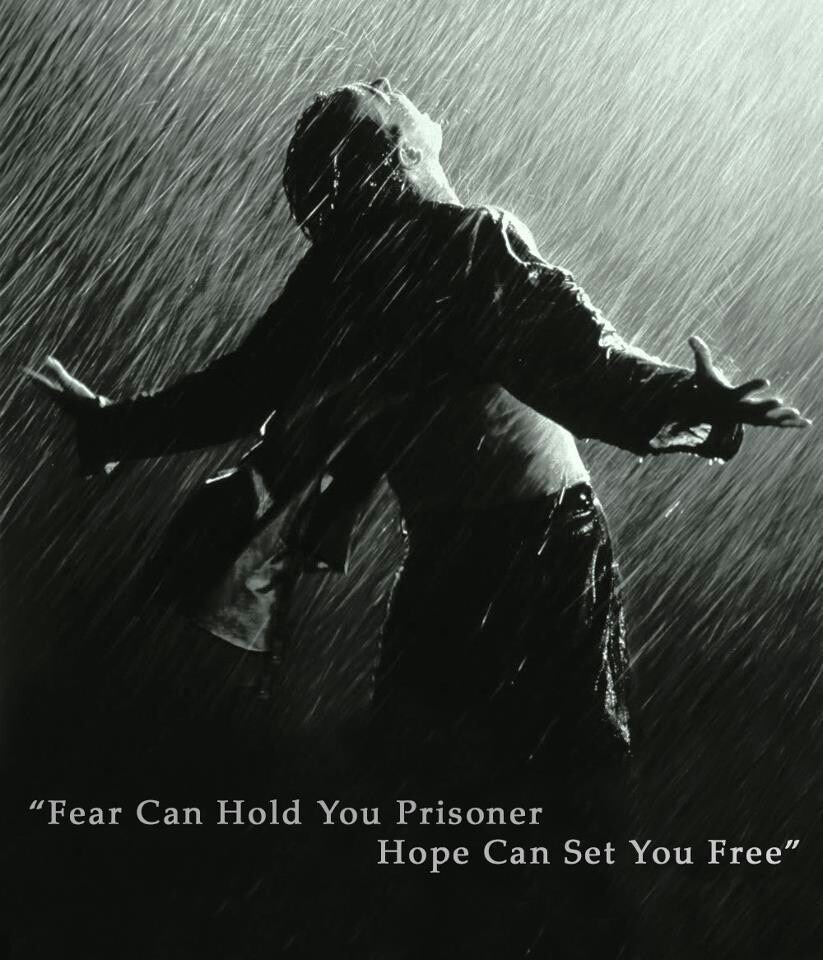 “Fear Can Hold You Prisoner
Hope Can Set You Free”